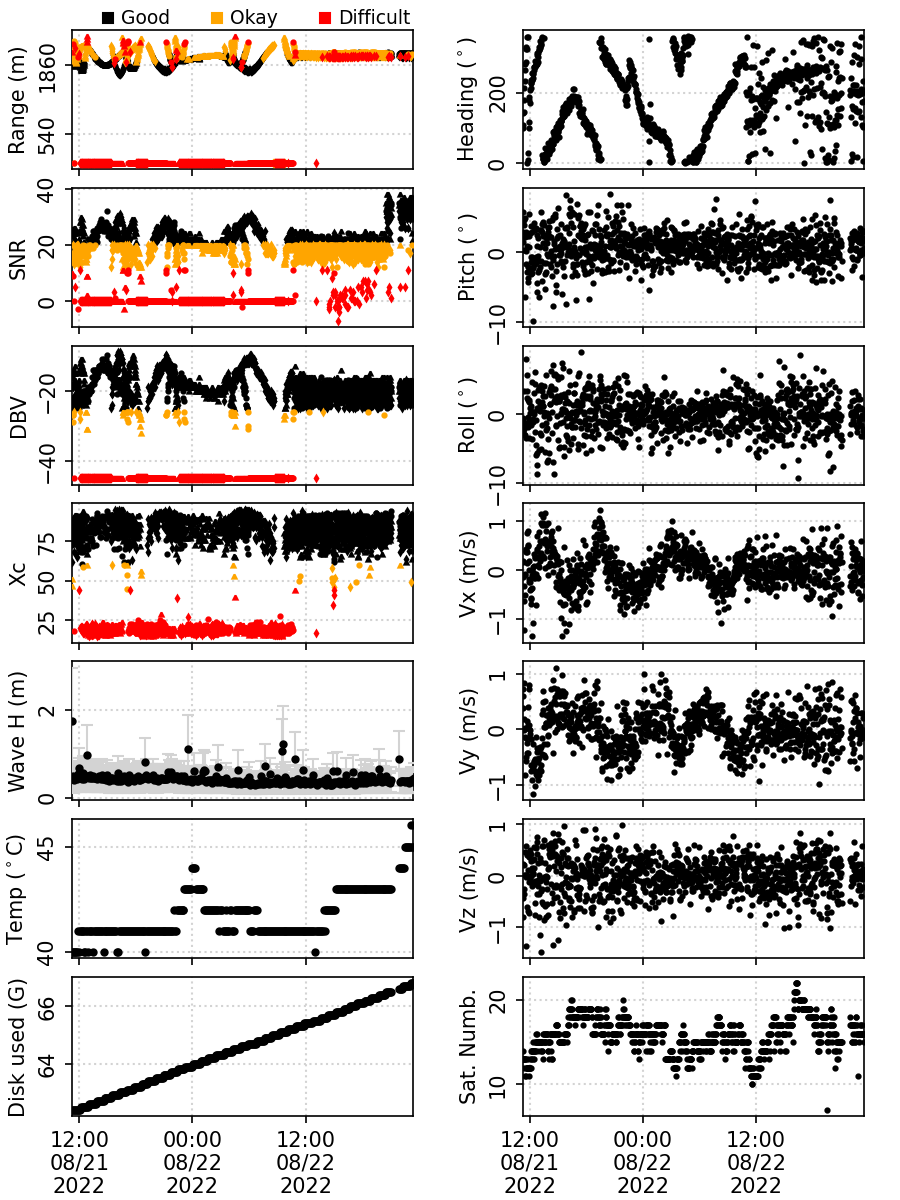 Good Okay Difficult
Range (m)
1860
540
Heading (°)
200
0
SNR
40
20
0
Pitch (°)
0
−10
DBV
−20
−40
Roll (°)
0
−10
Xc
75
50
25
Vx (m/s)
1
0
−1
Wave H (m)
2
0
Vy (m/s)
1
0
−1
Temp (°C)
45
40
Vz (m/s)
1
0
−1
Disk used (G)
66
64
Sat. Numb.
20
10
12:00 00:00 12:00
08/21 08/22 08/22
2022 2022 2022
12:00 00:00 12:00
08/21 08/22 08/22
2022 2022 2022